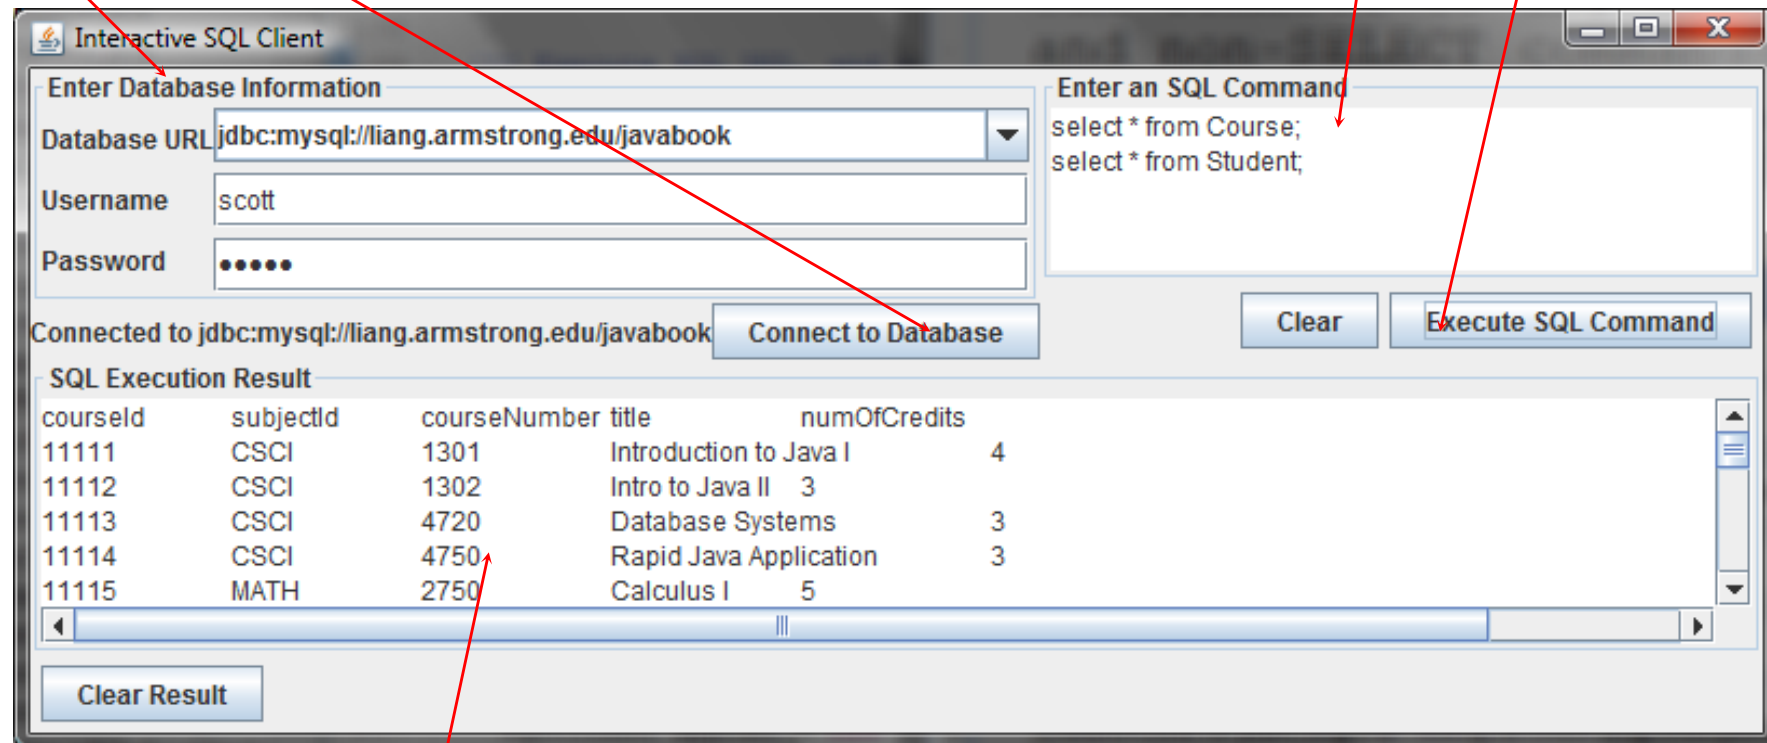 Interactive SQL Client
Enter Database Information
Database URL jdbc:mysql://liang.armstrong.edu/javabook
Username scott
Password •••••
Enter an SQL Command
select * from Course;
select * from Student;
Connected to jdbc:mysql://liang.armstrong.edu/javabook Connect to Database Clear Execute SQL Command
SQL Execution Result
courseId subjectId courseNumber title numOfCredits
11111 CSCI 1301 Introduction to Java I 4
11112 CSCI 1302 Intro to Java II 3
11113 CSCI 4720 Database Systems 3
11114 CSCI 4750 Rapid Java Application 3
11115 MATH 2750 Calculus I 5
Clear Result